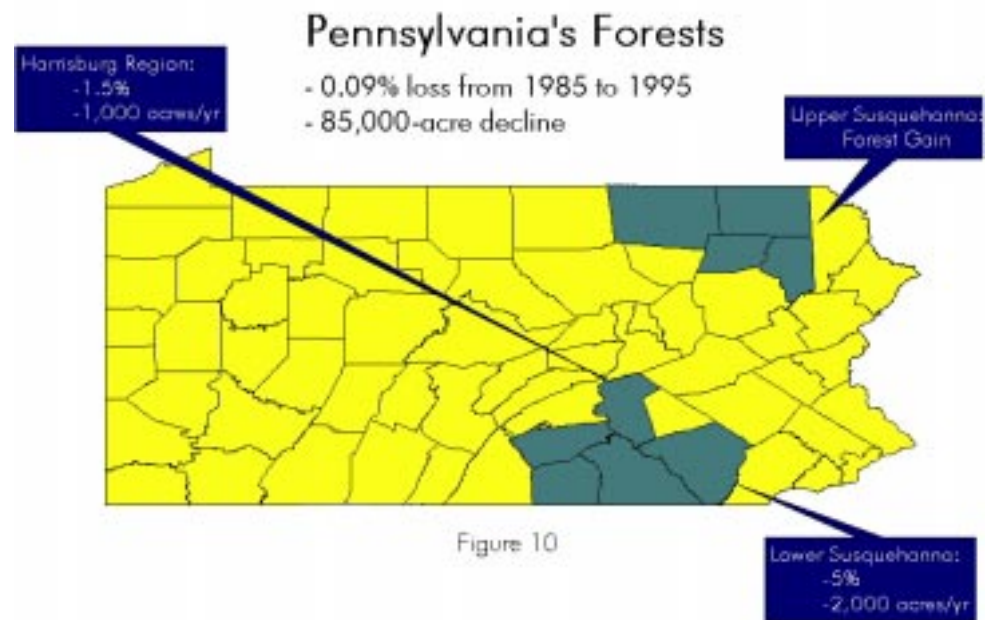 Pennsylvania's Forests
- 0.09% loss from 1985 to 1995
- 85,000-acre decline
Harrisburg Region:
-1.5%
-1,000 acres/yr
Upper Susquehanna:
Forest Gain
Figure 10
Lower Susquehanna:
-5%
-2,000 acres/yr